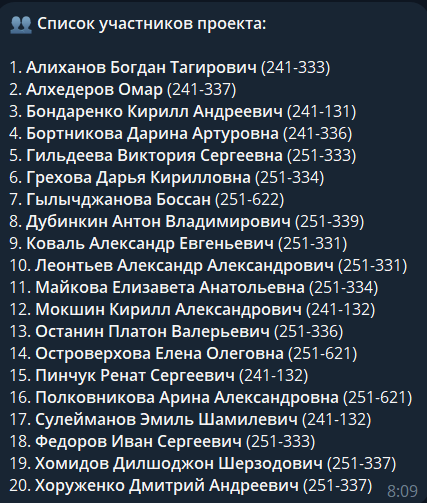 👥 Список участников проекта:
1. Алиханов Богдан Тагирович (241-333)
2. Алхедеров Омар (241-337)
3. Бондаренко Кирилл Андреевич (241-131)
4. Бортникова Дарина Артуровна (241-336)
5. Гильдеева Виктория Сергеевна (251-333)
6. Грехова Дарья Кирилловна (251-334)
7. Гылычджанова Боссан (251-622)
8. Дубинкин Антон Владимирович (251-339)
9. Коваль Александр Евгеньевич (251-331)
10. Леонтьев Александр Александрович (251-331)
11. Майкова Елизавета Анатольевна (251-334)
12. Мокшин Кирилл Александрович (241-132)
13. Останин Платон Валерьевич (251-336)
14. Островерхова Елена Олеговна (251-621)
15. Пинчук Ренат Сергеевич (241-132)
16. Полковникова Арина Александровна (251-621)
17. Сулейманов Эмиль Шамилевич (241-132)
18. Федоров Иван Сергеевич (251-333)
19. Хомидов Дилшоджон Шерзодович (251-337)
20. Хоруженко Дмитрий Андреевич (251-337)
8:09